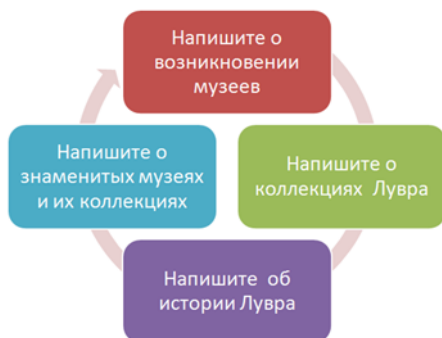 Напишите о
возникновении
музеев
Напишите о
коллекциях Лувра
Напишите об
истории Лувра
Напишите о
знаменитых музеях
и их коллекциях